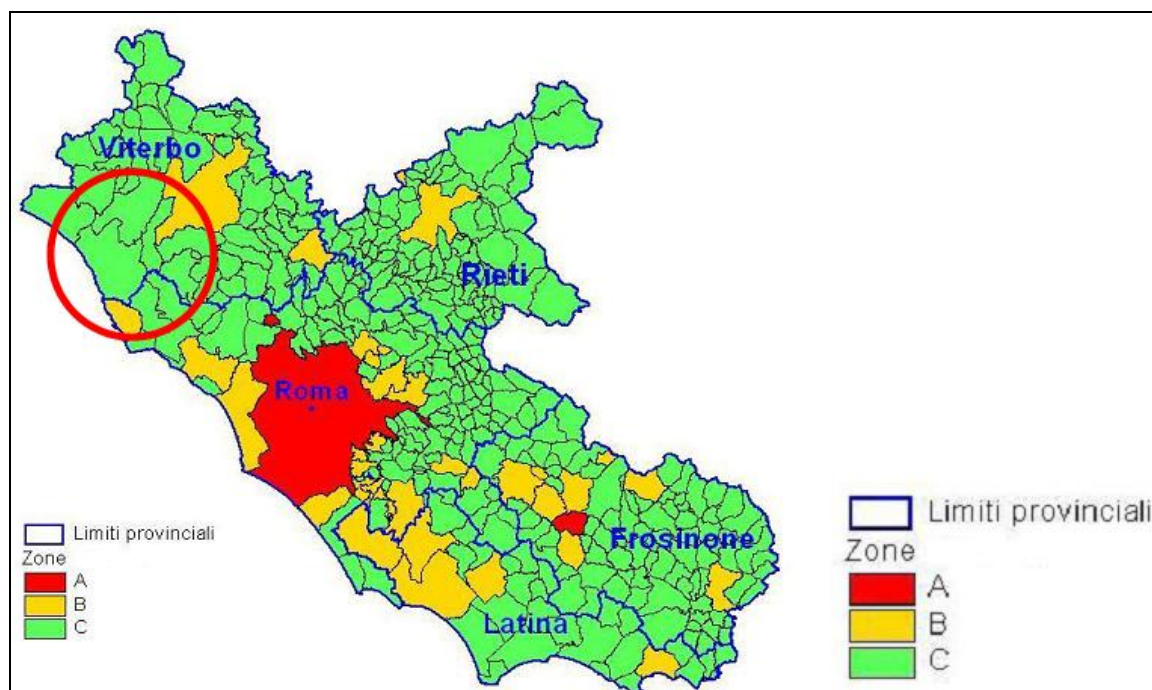 Viterbo
Rieti
Roma
Frosinone
Latina
Limiti provinciali
Zone
A
B
C
Limiti provinciali
Zone
A
B
C